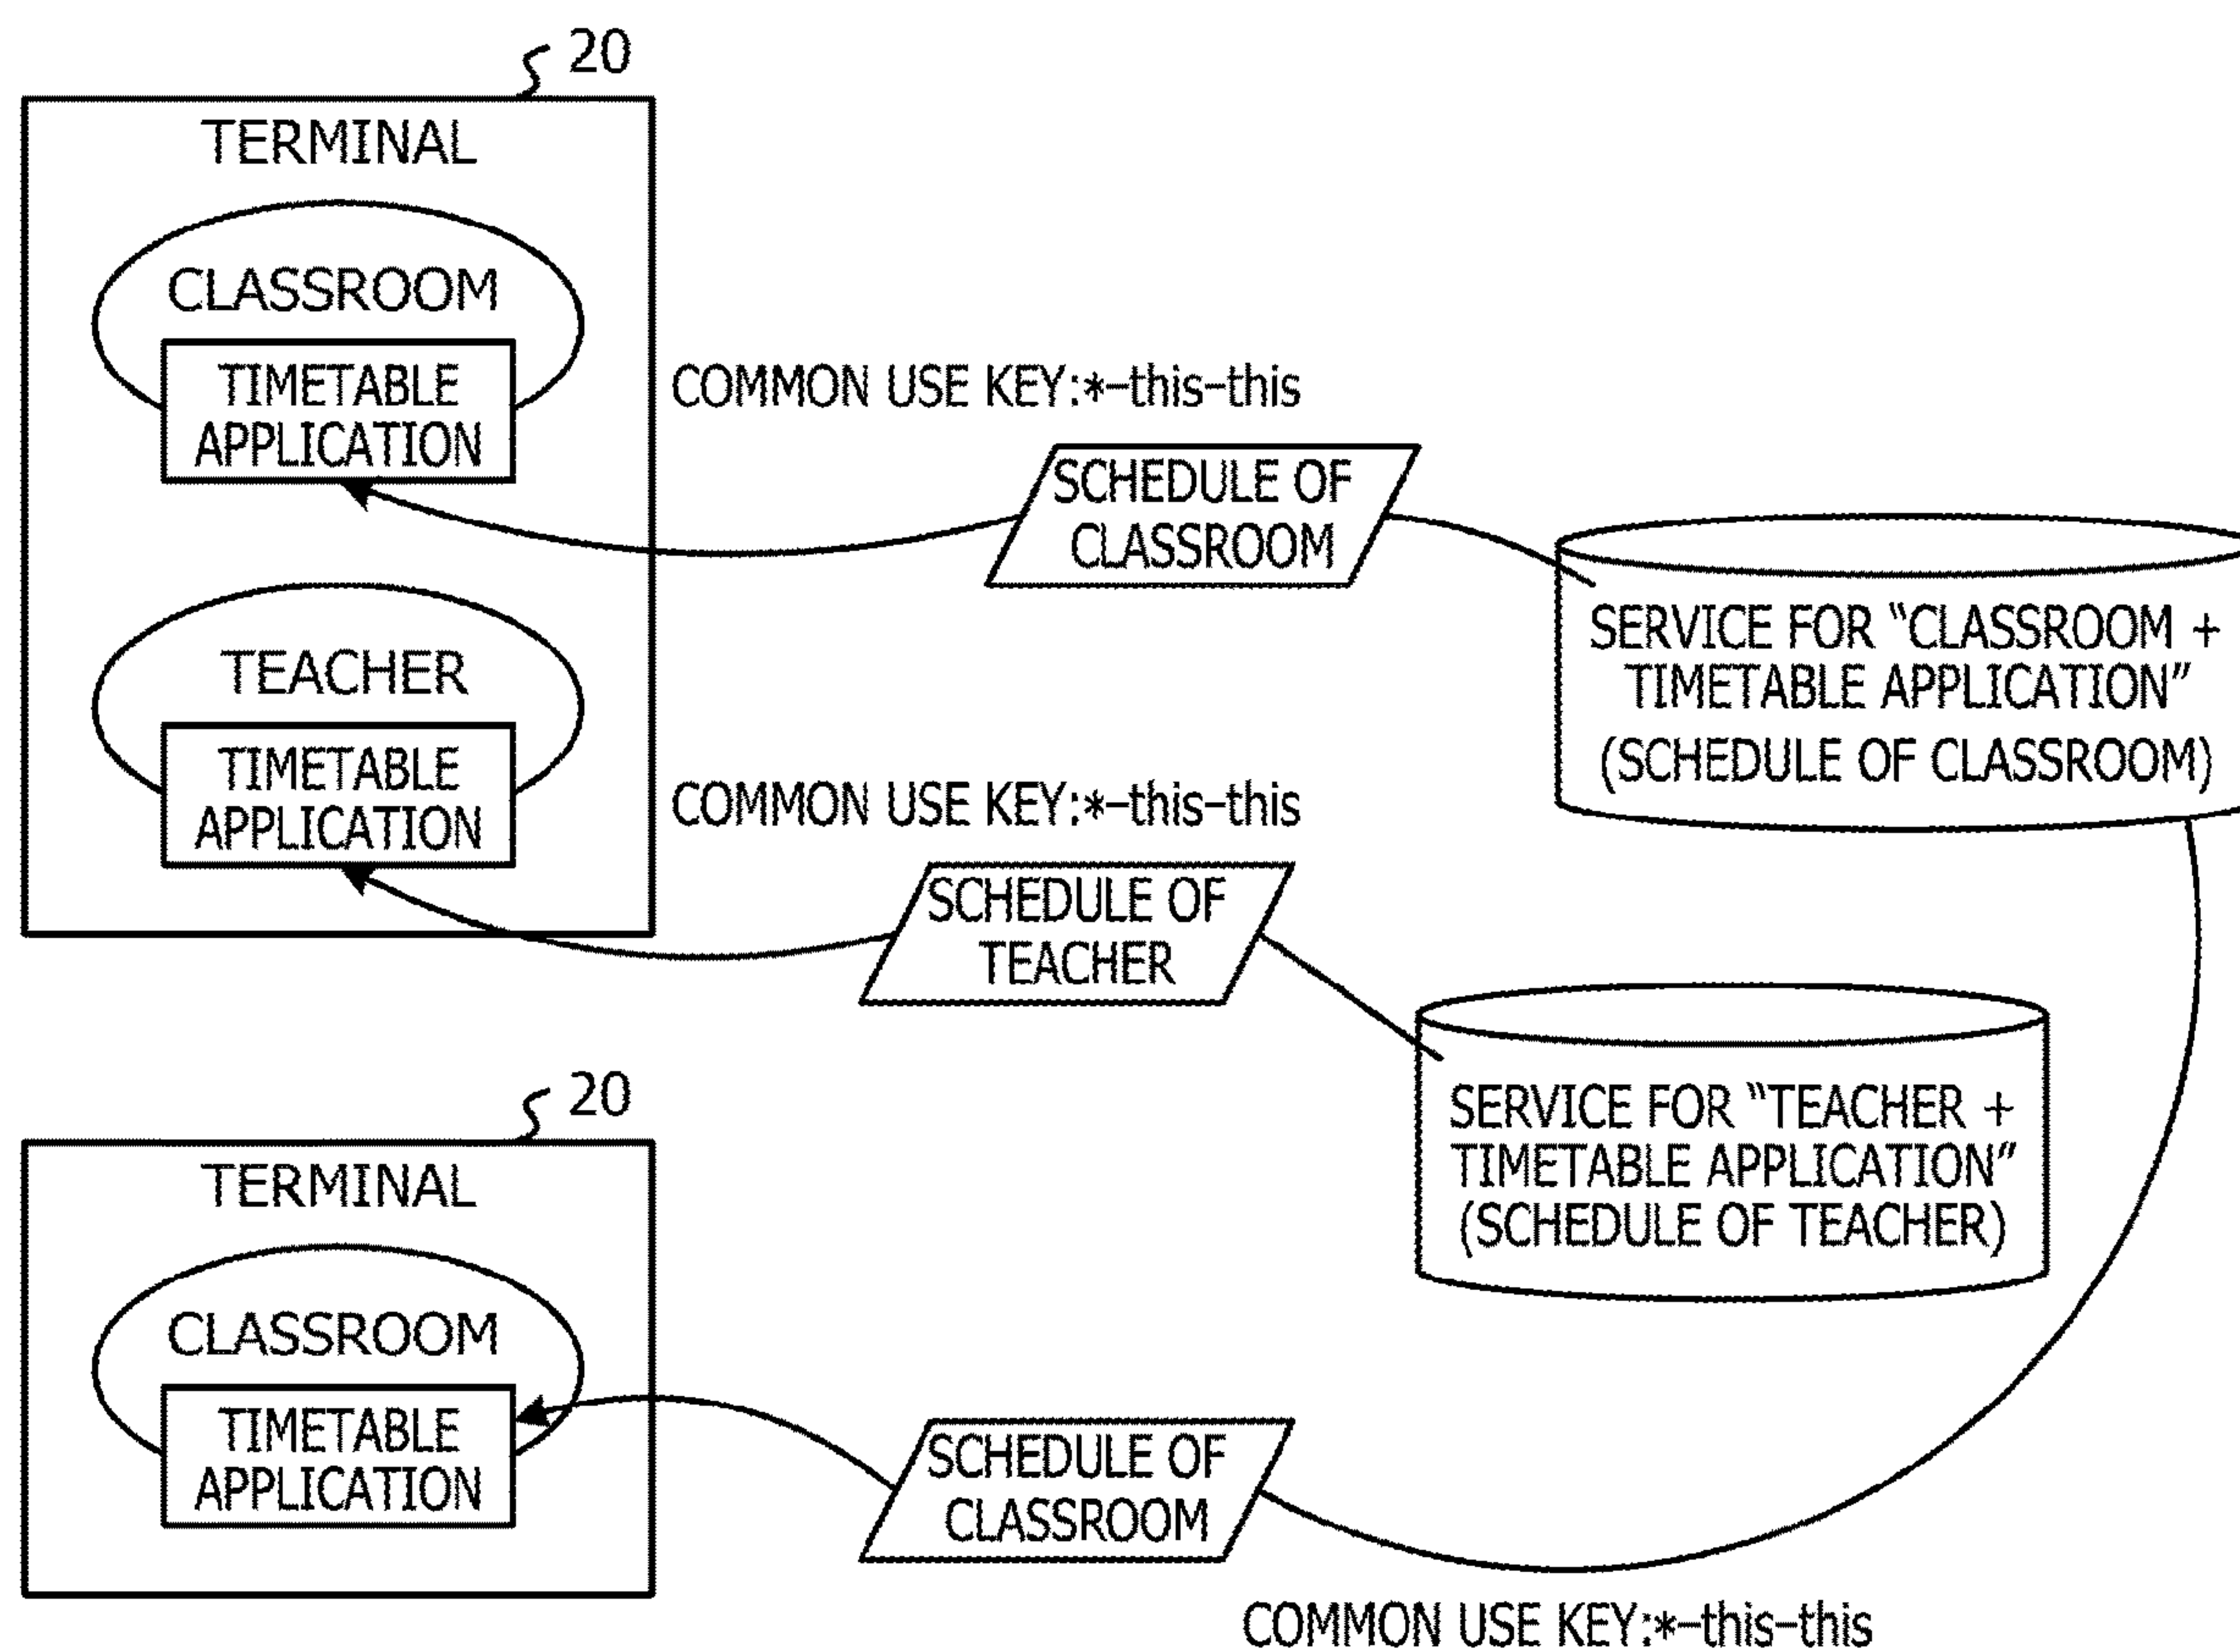 20
TERMINAL
CLASSROOM
TIMETABLE
APPLICATION
COMMON USE KEY:*-this-this
SCHEDULE OF
CLASSROOM
SERVICE FOR “CLASSROOM +
TIMETABLE APPLICATION”
(SCHEDULE OF CLASSROOM)
TEACHER
TIMETABLE
APPLICATION
COMMON USE KEY:*-this-this
SCHEDULE OF
TEACHER
SERVICE FOR “TEACHER +
TIMETABLE APPLICATION”
(SCHEDULE OF TEACHER)
20
TERMINAL
CLASSROOM
TIMETABLE
APPLICATION
SCHEDULE OF
CLASSROOM
COMMON USE KEY:*-this-this